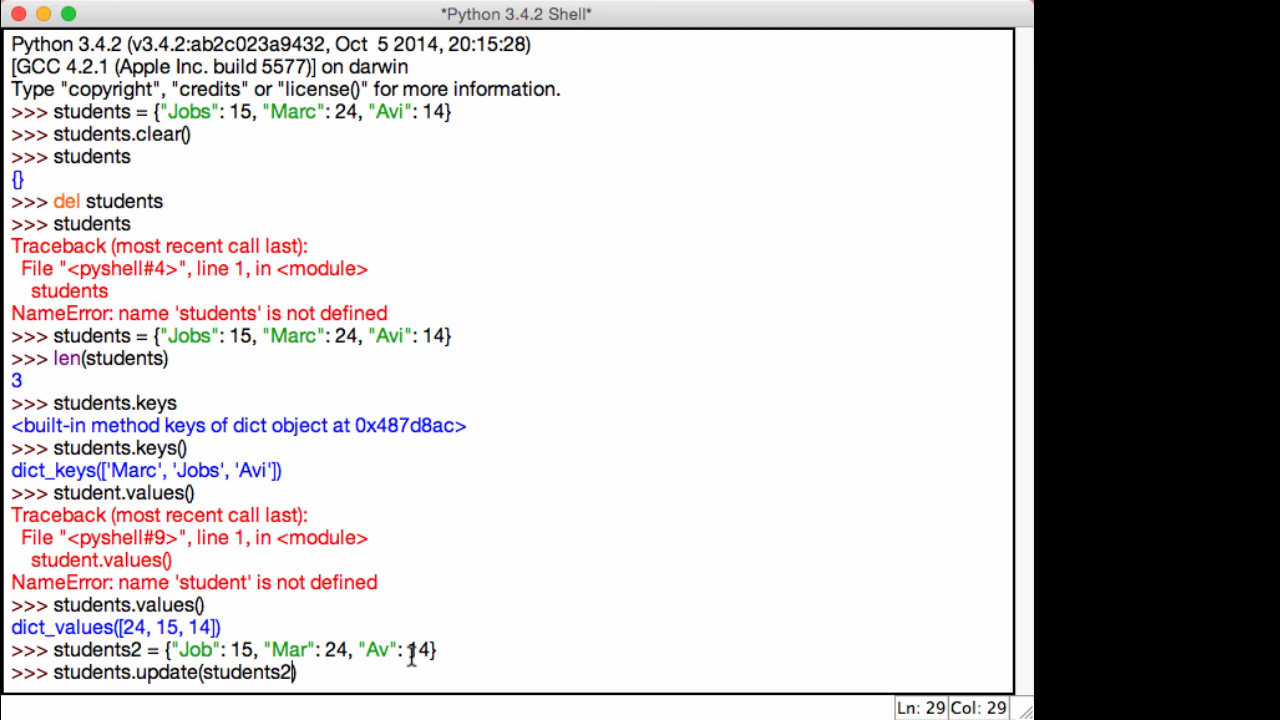 *Python 3.4.2 Shell*
Python 3.4.2 (v3.4.2:ab2c023a9432, Oct  5 2014, 20:15:28)
[GCC 4.2.1 (Apple Inc. build 5577)] on darwin
Type "copyright", "credits" or "license()" for more information.
>>> students = {"Jobs": 15, "Marc": 24, "Avi": 14}
>>> students.clear()
>>> students
{}
>>> del students
>>> students
Traceback (most recent call last):
  File "<pyshell#4>", line 1, in <module>
    students
NameError: name 'students' is not defined
>>> students = {"Jobs": 15, "Marc": 24, "Avi": 14}
>>> len(students)
3
>>> students.keys
<built-in method keys of dict object at 0x487d8ac>
>>> students.keys()
dict_keys(['Marc', 'Jobs', 'Avi'])
>>> student.values()
Traceback (most recent call last):
  File "<pyshell#9>", line 1, in <module>
    student.values()
NameError: name 'student' is not defined
>>> students.values()
dict_values([24, 15, 14])
>>> students2 = {"Job": 15, "Mar": 24, "Av": 14}
>>> students.update(students2)
Ln: 29 Col: 29